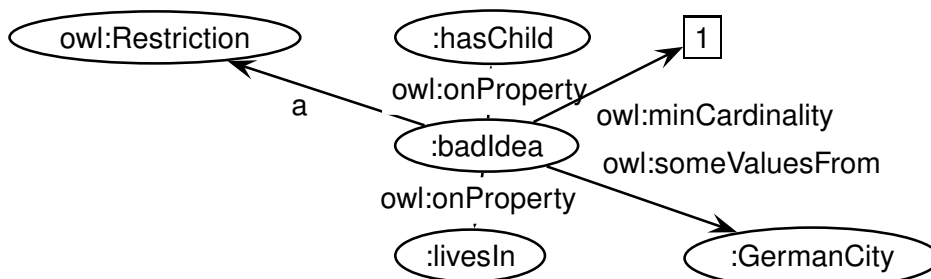 owl:Restriction
:hasChild
1
owl:onProperty
a
owl:minCardinality
:badIdea
owl:someValuesFrom
owl:onProperty
:livesIn
:GermanCity